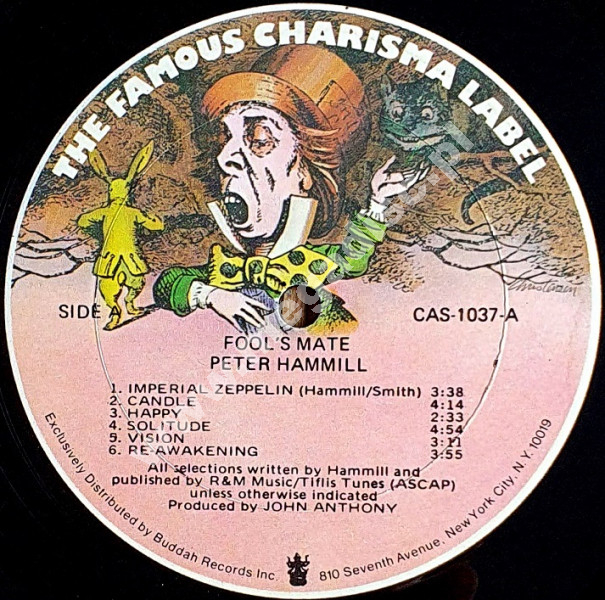 THE FAMOUS CHARISMA LABEL
SIDE A
CAS-1037-A
FOOL'S MATE
PETER HAMMILL
1. IMPERIAL ZEPPELIN (Hammill/Smith) 3:38
2. CANDLE 4:14
3. HAPPY 2:33
4. SOLITUDE 4:54
5. VISION 3:11
6. RE-AWAKENING 3:55
All selections written by Hammill and
published by R&M Music/Tiflis Tunes (ASCAP)
unless otherwise indicated
Produced by JOHN ANTHONY
Exclusively Distributed by Buddah Records Inc. 810 Seventh Avenue, New York City, N.Y. 10019